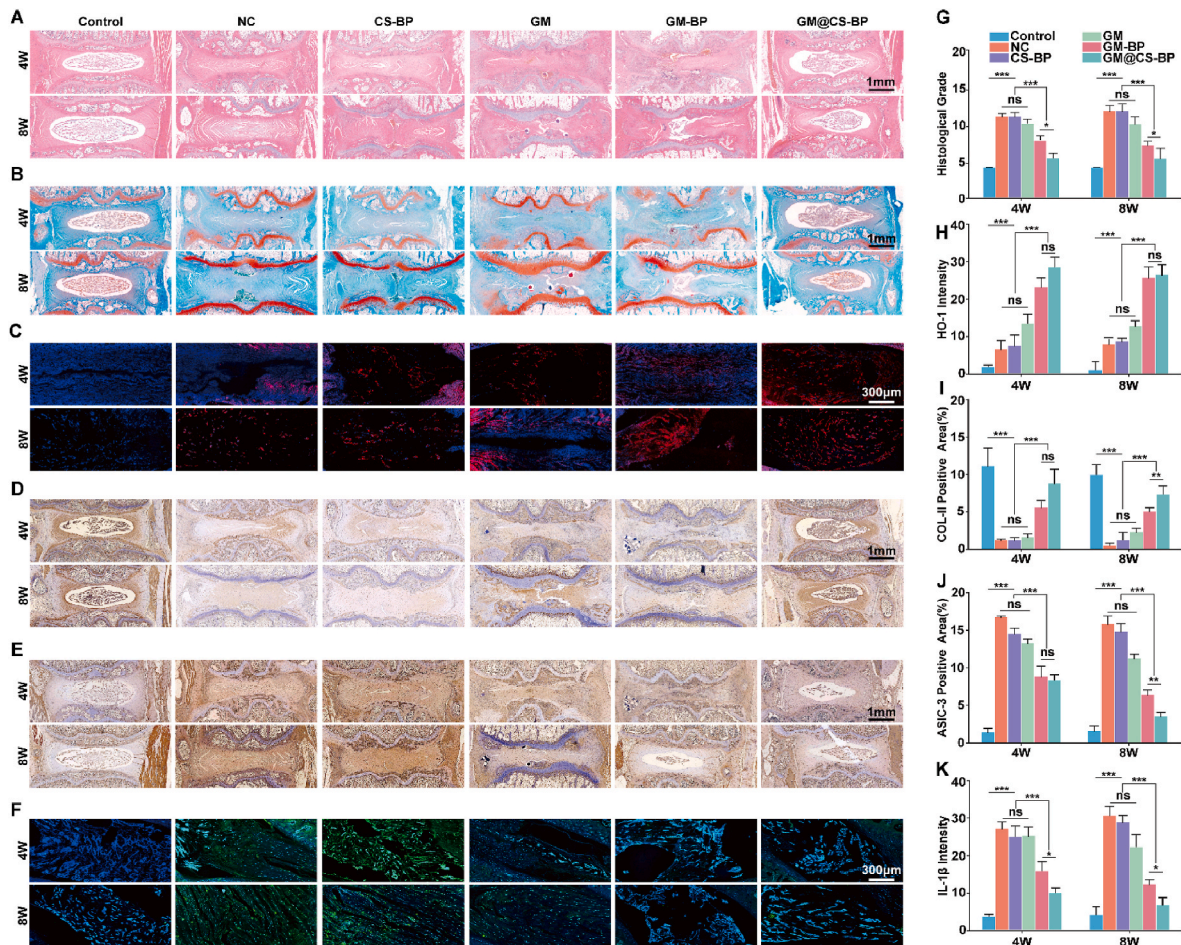 A Control NC CS-BP GM GM-BP GM@CS-BP
4W
1mm
8W
B
4W
1mm
8W
C
4W
300μm
8W
D
4W
1mm
8W
E
4W
1mm
8W
F
4W
300μm
8W
G
Control GM
NC GM-BP
CS-BP GM@CS-BP
Histological Grade
20
15
10
5
0
*** ***
*** ***
ns ns
* *
4W 8W
H
HO-1 Intensity
40
30
20
10
0
*** ***
*** ***
ns ns
ns ns
4W 8W
I
COL-II Positive Area(%)
20
15
10
5
0
*** ***
*** ***
ns **
ns ns
4W 8W
J
ASIC-3 Positive Area(%)
20
15
10
5
0
*** ***
*** ***
ns ns
ns **
4W 8W
K
IL-1β Intensity
40
30
20
10
0
*** ***
*** ***
ns ns
* *
4W 8W